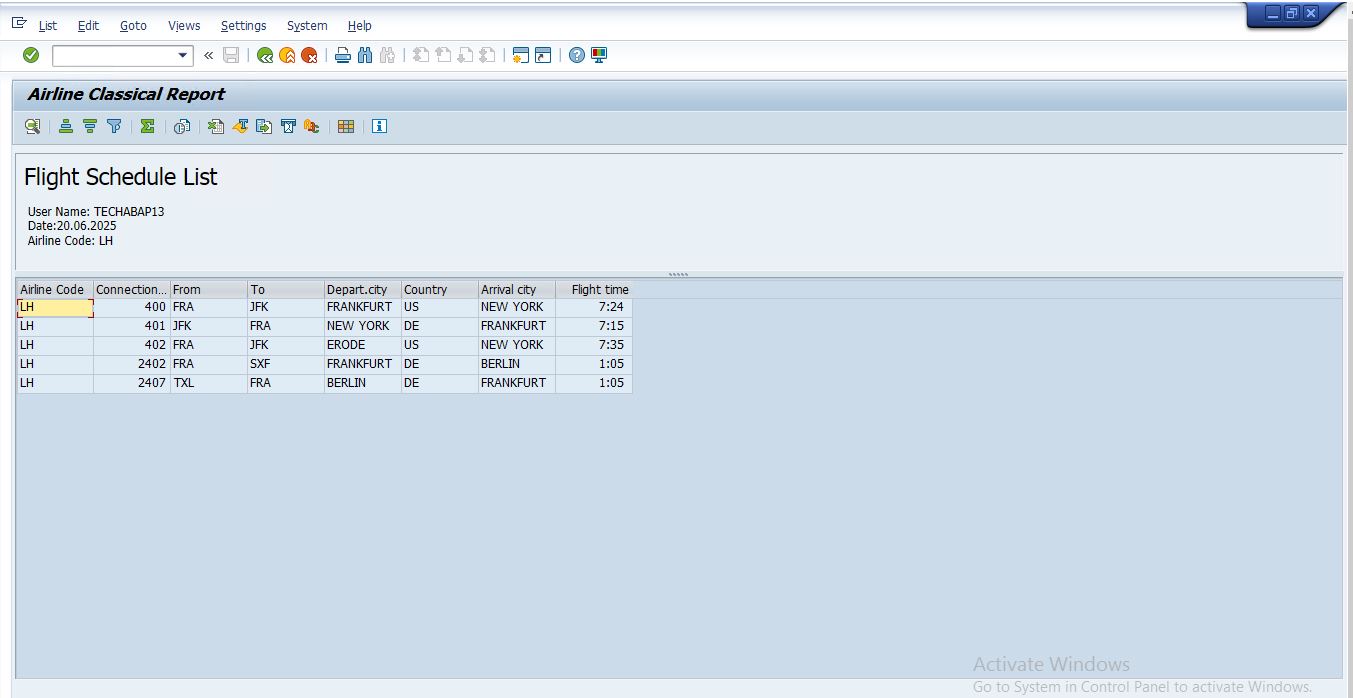 List Edit Goto Views Settings System Help
Airline Classical Report
Flight Schedule List
User Name: TECHABAP13
Date:20.06.2025
Airline Code: LH
Airline Code Connection... From To Depart.city Country Arrival city Flight time
LH 400 FRA JFK FRANKFURT US NEW YORK 7:24
LH 401 JFK FRA NEW YORK DE FRANKFURT 7:15
LH 402 FRA JFK ERODE US NEW YORK 7:35
LH 2402 FRA SXF FRANKFURT DE BERLIN 1:05
LH 2407 TXL FRA BERLIN DE FRANKFURT 1:05
Activate Windows
Go to System in Control Panel to activate Windows.